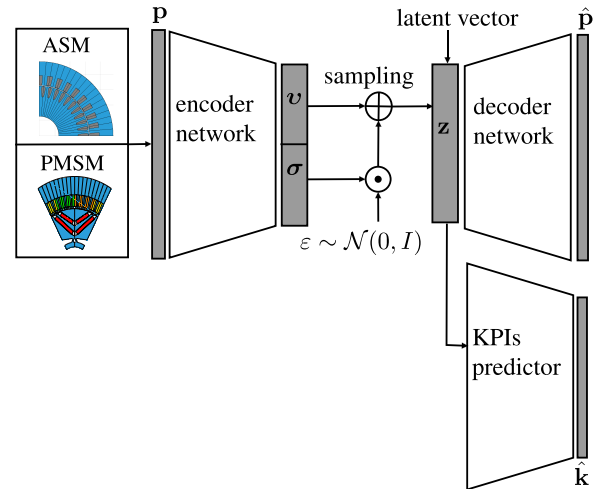 p
p̂
latent vector
ASM
sampling
encoder
network
υ
z
decoder
network
PMSM
σ
ε ∼ 𝒩(0, I)
KPIs
predictor
k̂